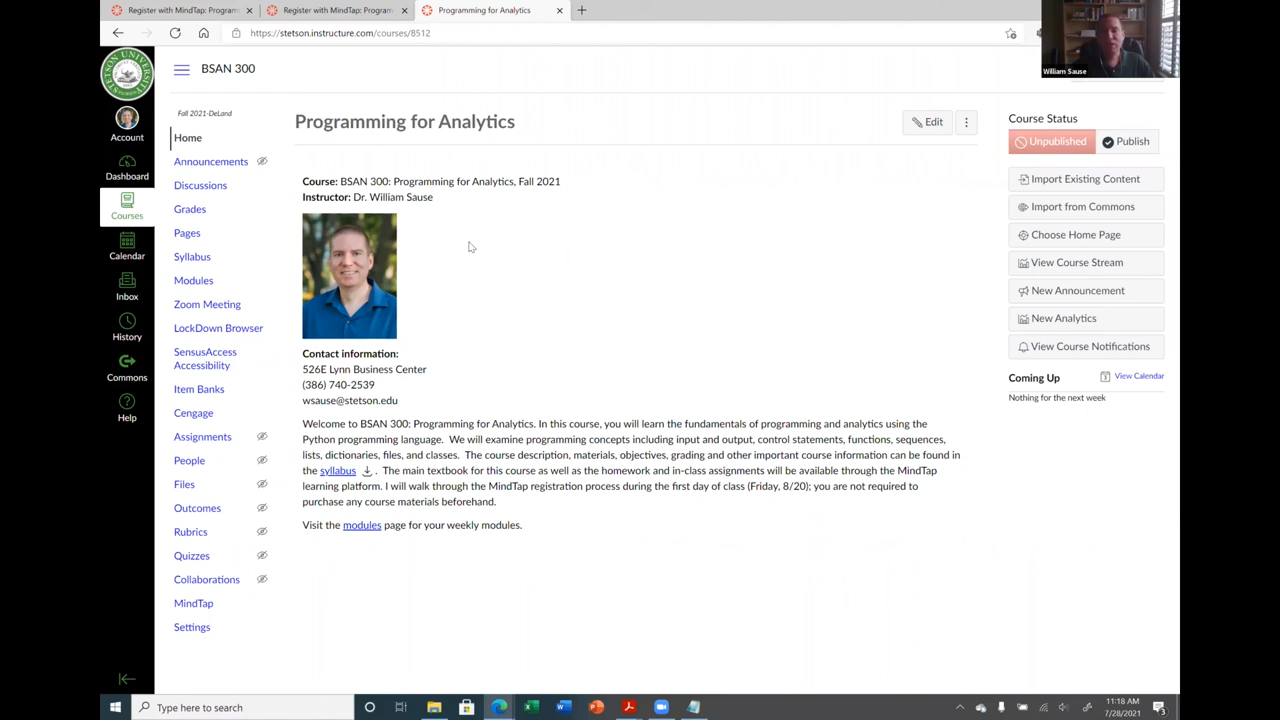 Register with MindTap: Program
Register with MindTap: Program
Programming for Analytics
https://stetson.instructure.com/courses/8512
William Sause
BSAN 300
Account
Dashboard
Courses
Calendar
Inbox
History
Commons
Help
Fall 2021-DeLand
Home
Announcements
Discussions
Grades
Pages
Syllabus
Modules
Zoom Meeting
LockDown Browser
SensusAccess
Accessibility
Item Banks
Cengage
Assignments
People
Files
Outcomes
Rubrics
Quizzes
Collaborations
MindTap
Settings
Programming for Analytics
Edit
Course: BSAN 300: Programming for Analytics, Fall 2021
Instructor: Dr. William Sause
Contact information:
526E Lynn Business Center
(386) 740-2539
wsause@stetson.edu
Welcome to BSAN 300: Programming for Analytics. In this course, you will learn the fundamentals of programming and analytics using the
Python programming language. We will examine programming concepts including input and output, control statements, functions, sequences,
lists, dictionaries, files, and classes. The course description, materials, objectives, grading and other important course information can be found in
the syllabus . The main textbook for this course as well as the homework and in-class assignments will be available through the MindTap
learning platform. I will walk through the MindTap registration process during the first day of class (Friday, 8/20); you are not required to
purchase any course materials beforehand.
Visit the modules page for your weekly modules.
Course Status
Unpublished
Publish
Import Existing Content
Import from Commons
Choose Home Page
View Course Stream
New Announcement
New Analytics
View Course Notifications
Coming Up
View Calendar
Nothing for the next week
Type here to search
11:18 AM
7/28/2021
3